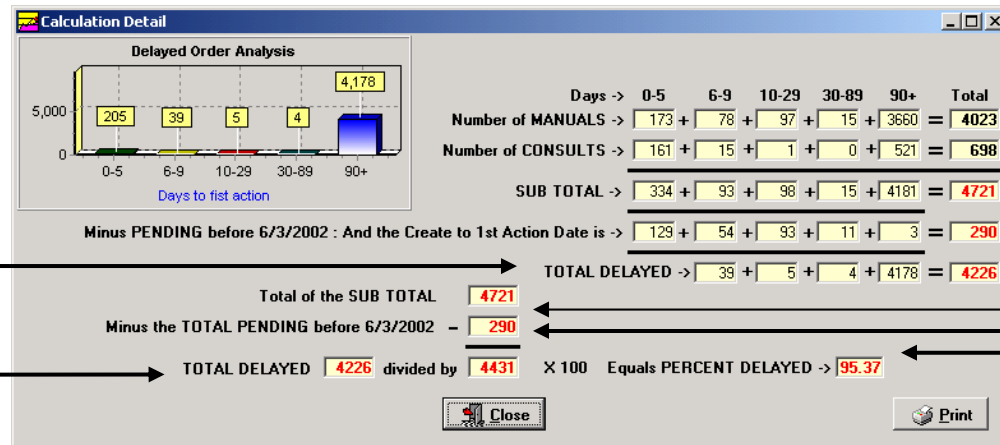 Calculation Detail
Delayed Order Analysis
4,178
5,000
205 39 5 4
0
0-5 6-9 10-29 30-89 90+
Days to fist action
Days -> 0-5 6-9 10-29 30-89 90+ Total
Number of MANUALS -> 173 + 78 + 97 + 15 + 3660 = 4023
Number of CONSULTS -> 161 + 15 + 1 + 0 + 521 = 698
SUB TOTAL -> 334 + 93 + 98 + 15 + 4181 = 4721
Minus PENDING before 6/3/2002 : And the Create to 1st Action Date is -> 129 + 54 + 93 + 11 + 3 = 290
TOTAL DELAYED -> 39 + 5 + 4 + 4178 = 4226
Total of the SUB TOTAL 4721
Minus the TOTAL PENDING before 6/3/2002 - 290
TOTAL DELAYED 4226 divided by 4431 X 100 Equals PERCENT DELAYED -> 95.37
Close
Print